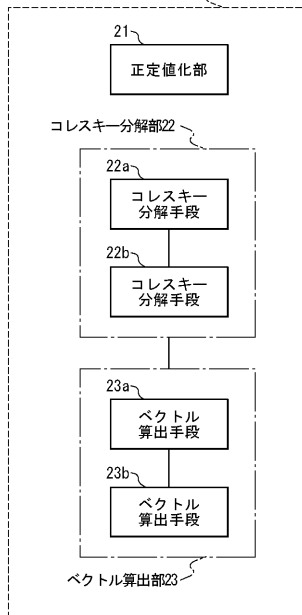 21
正定値化部
コレスキー分解部22
22a
コレスキー
分解手段
22b
コレスキー
分解手段
23a
ベクトル
算出手段
23b
ベクトル
算出手段
ベクトル算出部23